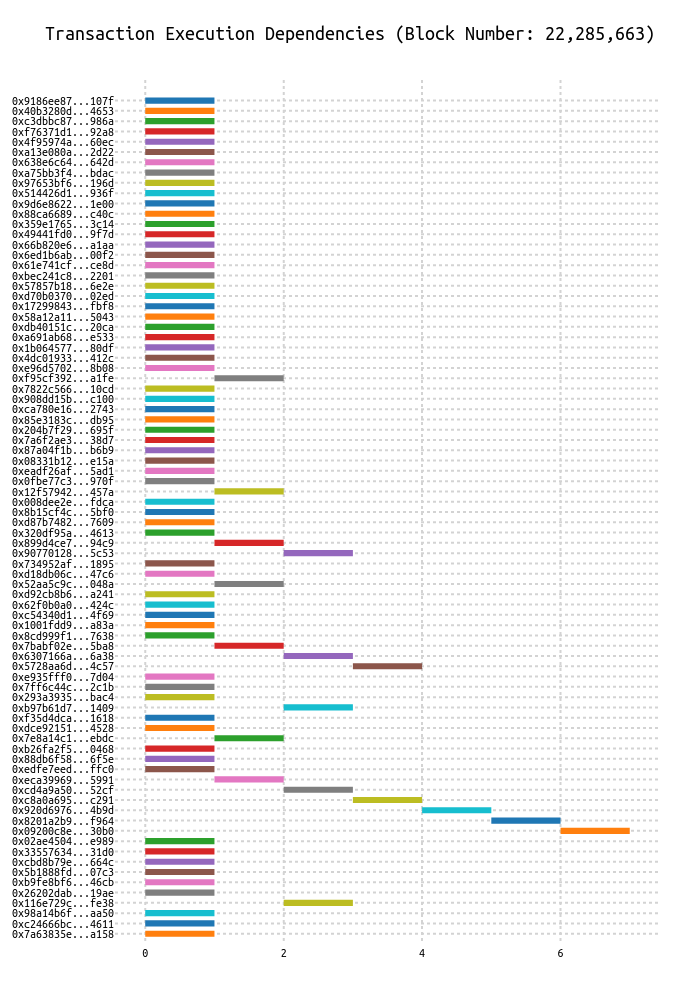 Transaction Execution Dependencies (Block Number: 22,285,663)
0x9186ee87...107f
0x40b3280d...4653
0xc3dbbc87...986a
0xf76371d1...92a8
0x4f95974a...60ec
0xa13e080a...2d22
0x638e6c64...642d
0xa75bb3f4...bdac
0x97653bf6...196d
0x514426d1...936f
0x9d6e8622...1e00
0x88ca6689...c40c
0x359e1765...3c14
0x49441fd0...9f7d
0x66b820e6...a1aa
0x6ed1b6ab...00f2
0x61e741cf...ce8d
0xbec241c8...2201
0x57857b18...6e2e
0xd70b0370...02ed
0x17299843...fbf8
0x58a12a11...5043
0xdb40151c...20ca
0xa691ab68...e533
0x1b064577...80df
0x4dc01933...412c
0xe96d5702...8b08
0xf95cf392...a1fe
0x7822c566...10cd
0x908dd15b...c100
0xca780e16...2743
0x85e3183c...db95
0x204b7f29...695f
0x7a6f2ae3...38d7
0x87a04f1b...b6b9
0x08331b12...e15a
0xeadf26af...5ad1
0x0fbe77c3...970f
0x12f57942...457a
0x008dee2e...fdca
0x8b15cf4c...5bf0
0xd87b7482...7609
0x320df95a...4613
0x899d4ce7...94c9
0x90770128...5c53
0x734952af...1895
0xd18db06c...47c6
0x52aa5c9c...048a
0xd92cb8b6...a241
0x62f0b0a0...424c
0xc54340d1...4f69
0x1001fdd9...a83a
0x8cd999f1...7638
0x7babf02e...5ba8
0x6307166a...6a38
0x5728aa6d...4c57
0xe935fff0...7d04
0x7ff6c44c...2c1b
0x293a3935...bac4
0xb97b61d7...1409
0xf35d4dca...1618
0xdce92151...4528
0x7e8a14c1...ebdc
0xb26fa2f5...0468
0x88db6f58...6f5e
0xedfe7eed...ffc0
0xeca39969...5991
0xcd4a9a50...52cf
0xc8a0a695...c291
0x920d6976...4b9d
0x8201a2b9...f964
0x09200c8e...30b0
0x02ae4504...e989
0x33557634...31d0
0xcbd8b79e...664c
0x5b1888fd...07c3
0xb9fe8bf6...46cb
0x26202dab...19ae
0x116e729c...fe38
0x98a14b6f...aa50
0xc24666bc...4611
0x7a63835e...a158
0 2 4 6